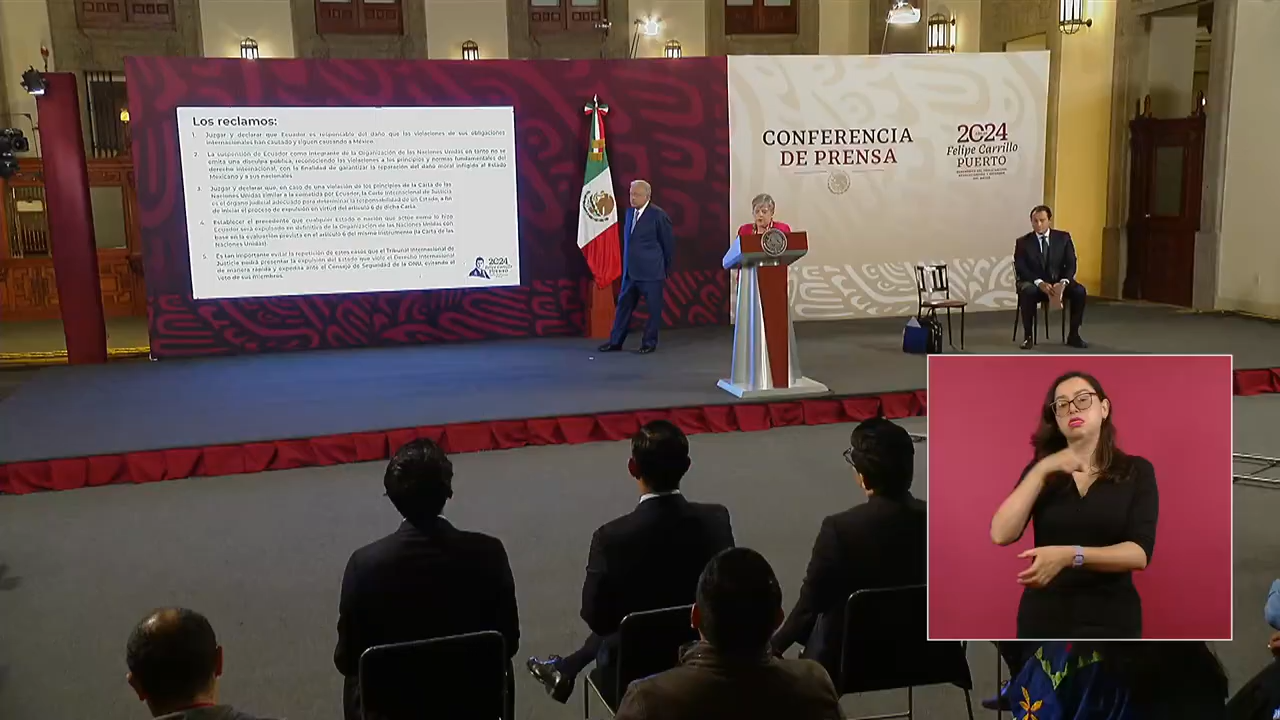 Los reclamos:
1. Juzgar y declarar que Ecuador es responsable del daño que las violaciones de sus obligaciones
internacionales han causado y siguen causando a México.
2. La suspensión de Ecuador como integrante de la Organización de las Naciones Unidas en tanto no se
emita una disculpa pública, reconociendo las violaciones a los principios y normas fundamentales del
derecho internacional, con la finalidad de garantizar la reparación del daño moral infligido al Estado
Mexicano y a sus nacionales.
3. Juzgar y declarar que, en caso de una violación de los principios de la Carta de las
Naciones Unidas similar a la cometida por Ecuador, la Corte Internacional de Justicia
es el órgano judicial adecuado para determinar la responsabilidad de un Estado, a fin
de iniciar el proceso de expulsión en virtud del artículo 6 de dicha Carta.
4. Establecer el precedente que cualquier Estado o nación que actúe como lo hizo
Ecuador será expulsado en definitiva de la Organización de las Naciones Unidas con
base en la evaluación prevista en el artículo 6 del mismo instrumento (la Carta de las
Naciones Unidas)
5. Es tan importante evitar la repetición de estos casos que el Tribunal Internacional de
Justicia podrá presentar la expulsión del Estado que viole el Derecho Internacional
de manera rápida y expedita ante el Consejo de Seguridad de la ONU, evitando el
veto de sus miembros.
2024
Felipe Carrillo
PUERTO
CONFERENCIA
DE PRENSA
2024
Felipe Carrillo
PUERTO